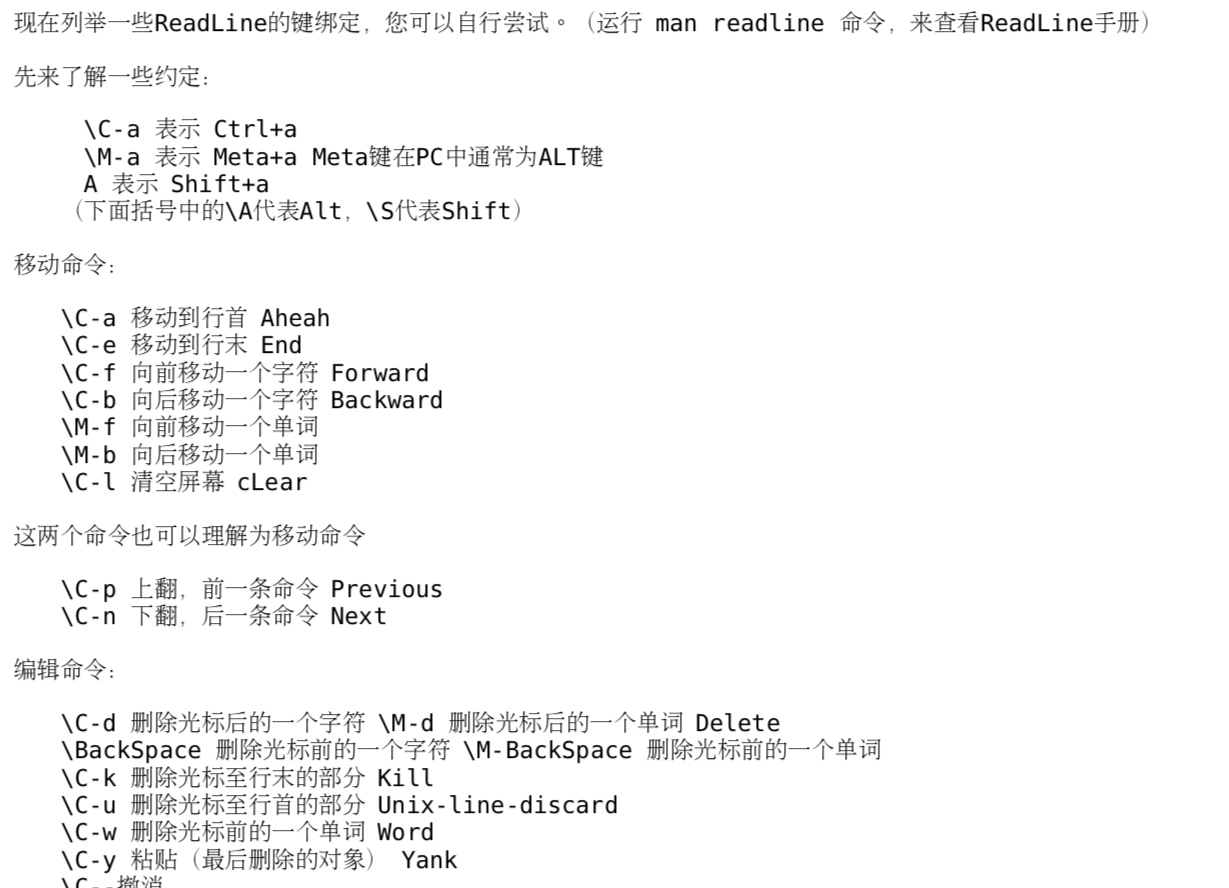 现在列举一些ReadLine的键绑定，您可以自行尝试。（运行 man readline 命令，来查看ReadLine手册）
先来了解一些约定：
\C-a 表示 Ctrl+a
\M-a 表示 Meta+a Meta键在PC中通常为ALT键
A 表示 Shift+a
（下面括号中的\A代表Alt，\S代表Shift）
移动命令：
\C-a 移动到行首 Aheah
\C-e 移动到行末 End
\C-f 向前移动一个字符 Forward
\C-b 向后移动一个字符 Backward
\M-f 向前移动一个单词
\M-b 向后移动一个单词
\C-l 清空屏幕 cLear
这两个命令也可以理解为移动命令
\C-p 上翻，前一条命令 Previous
\C-n 下翻，后一条命令 Next
编辑命令：
\C-d 删除光标后的一个字符 \M-d 删除光标后的一个单词 Delete
\BackSpace 删除光标前的一个字符 \M-BackSpace 删除光标前的一个单词
\C-k 删除光标至行末的部分 Kill
\C-u 删除光标至行首的部分 Unix-line-discard
\C-w 删除光标前的一个单词 Word
\C-y 粘贴（最后删除的对象） Yank
\C--撤消